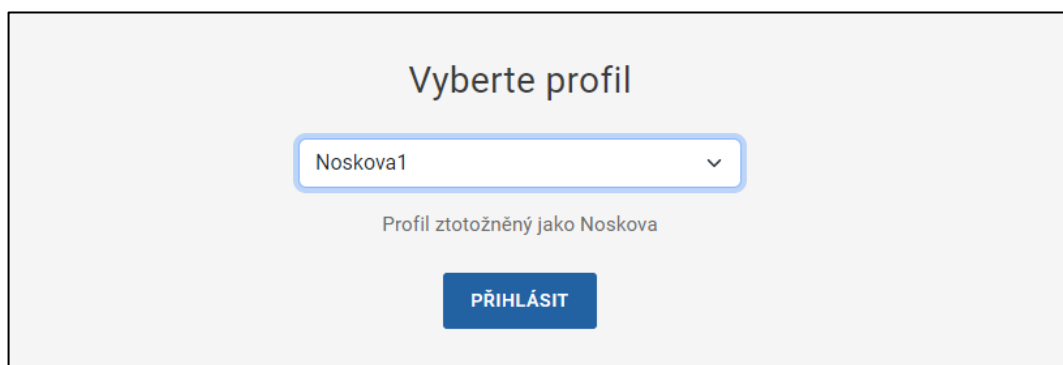 Vyberte profil
Noskova1
Profil ztotožněný jako Noskova
PŘIHLÁSIT